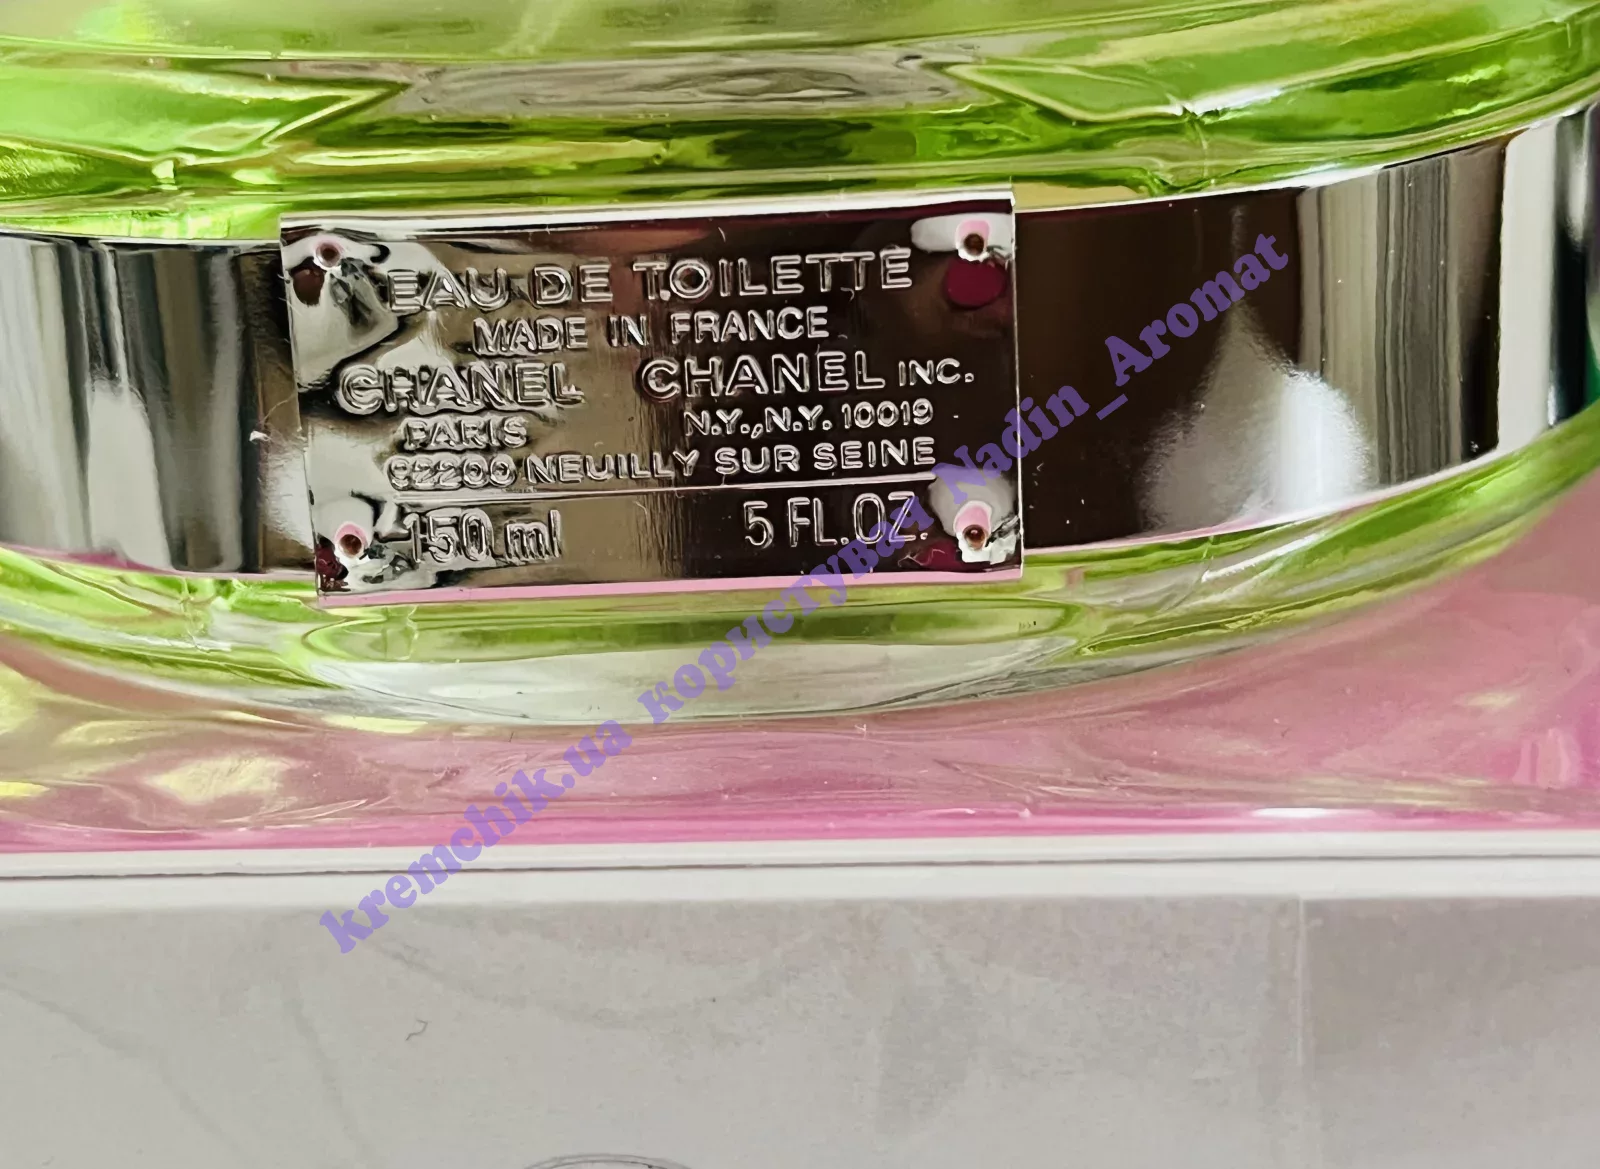 EAU DE TOILETTE
MADE IN FRANCE
CHANEL CHANEL INC.
PARIS N.Y., N.Y. 10019
92200 NEUILLY SUR SEINE
150 ml 5 FL.OZ.
kremchik.ua користувач Nadin_Aromat